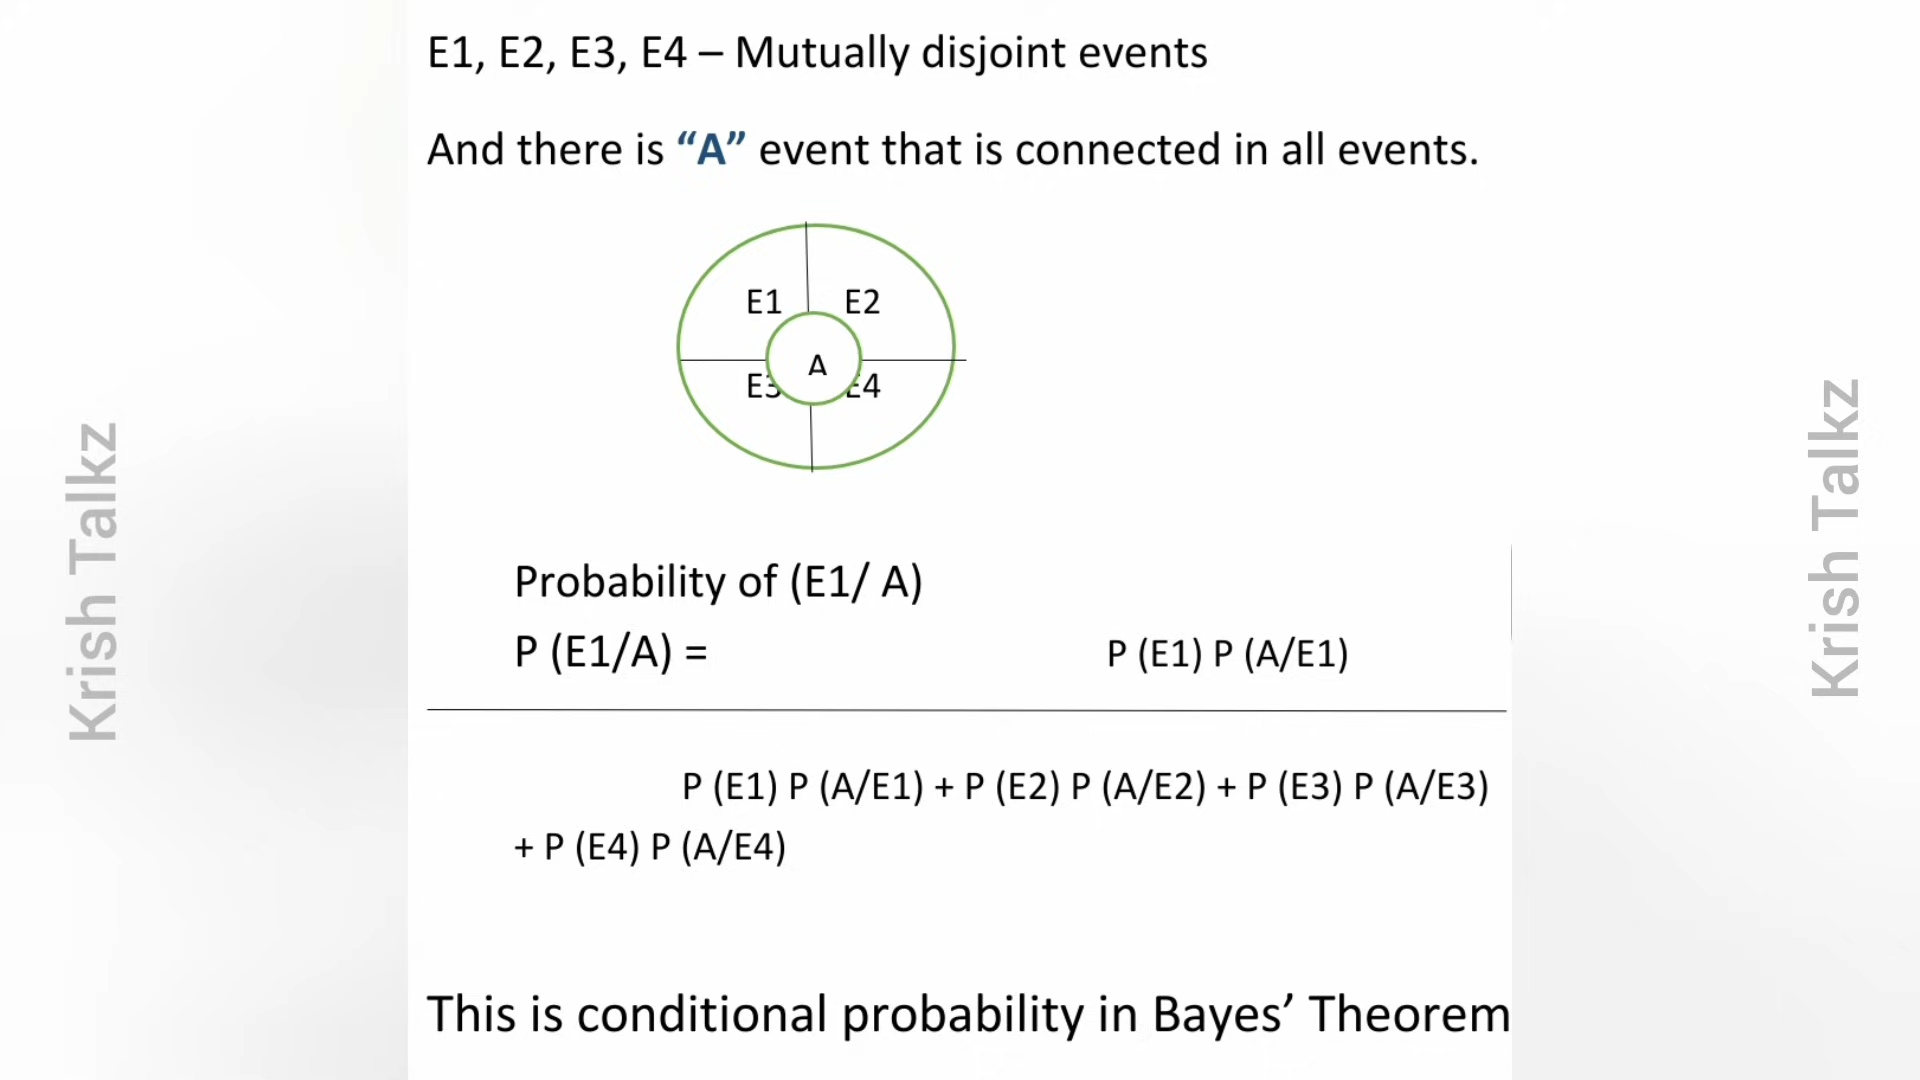 E1, E2, E3, E4 – Mutually disjoint events
And there is “A” event that is connected in all events.
E1 E2
A
E3 E4
Krish Talkz
Krish Talkz
Probability of (E1/ A)
P (E1/A) = P (E1) P (A/E1)
P (E1) P (A/E1) + P (E2) P (A/E2) + P (E3) P (A/E3)
+ P (E4) P (A/E4)
This is conditional probability in Bayes’ Theorem